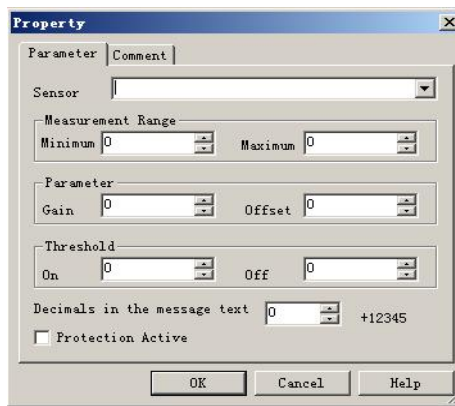 Property
Parameter Comment
Sensor
Measurement Range
Minimum 0 Maximum 0
Parameter
Gain 0 Offset 0
Threshold
On 0 Off 0
Decimals in the message text 0 +12345
Protection Active
OK Cancel Help